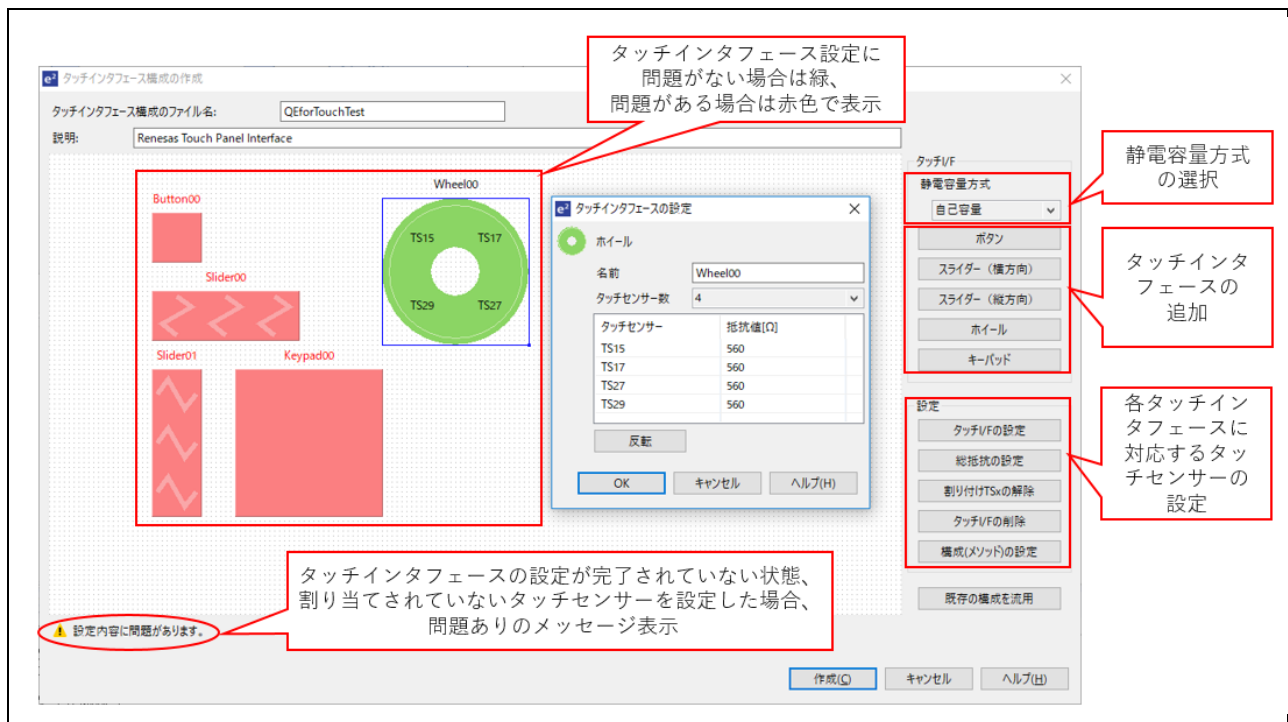 タッチインタフェース設定に
問題がない場合は緑、
問題がある場合は赤色で表示
e² タッチインタフェース構成の作成
タッチインタフェース構成のファイル名: QEforTouchTest
説明: Renesas Touch Panel Interface
Button00
Slider00
Slider01
Keypad00
Wheel00
TS15 TS17
TS29 TS27
e² タッチインタフェースの設定
ホイール
名前 Wheel00
タッチセンサー数 4
タッチセンサー 抵抗値[Ω]
TS15 560
TS17 560
TS27 560
TS29 560
反転
OK キャンセル ヘルプ(H)
タッチI/F
静電容量方式
自己容量
ボタン
スライダー（横方向）
スライダー（縦方向）
ホイール
キーパッド
設定
タッチI/Fの設定
総抵抗の設定
割り付けTSxの解除
タッチI/Fの削除
構成(メソッド)の設定
既存の構成を流用
静電容量方式
の選択
タッチインタ
フェースの
追加
各タッチイン
タフェースに
対応するタッ
チセンサーの
設定
タッチインタフェースの設定が完了されていない状態、
割り当てされていないタッチセンサーを設定した場合、
問題ありのメッセージ表示
設定内容に問題があります。
作成(C) キャンセル ヘルプ(H)